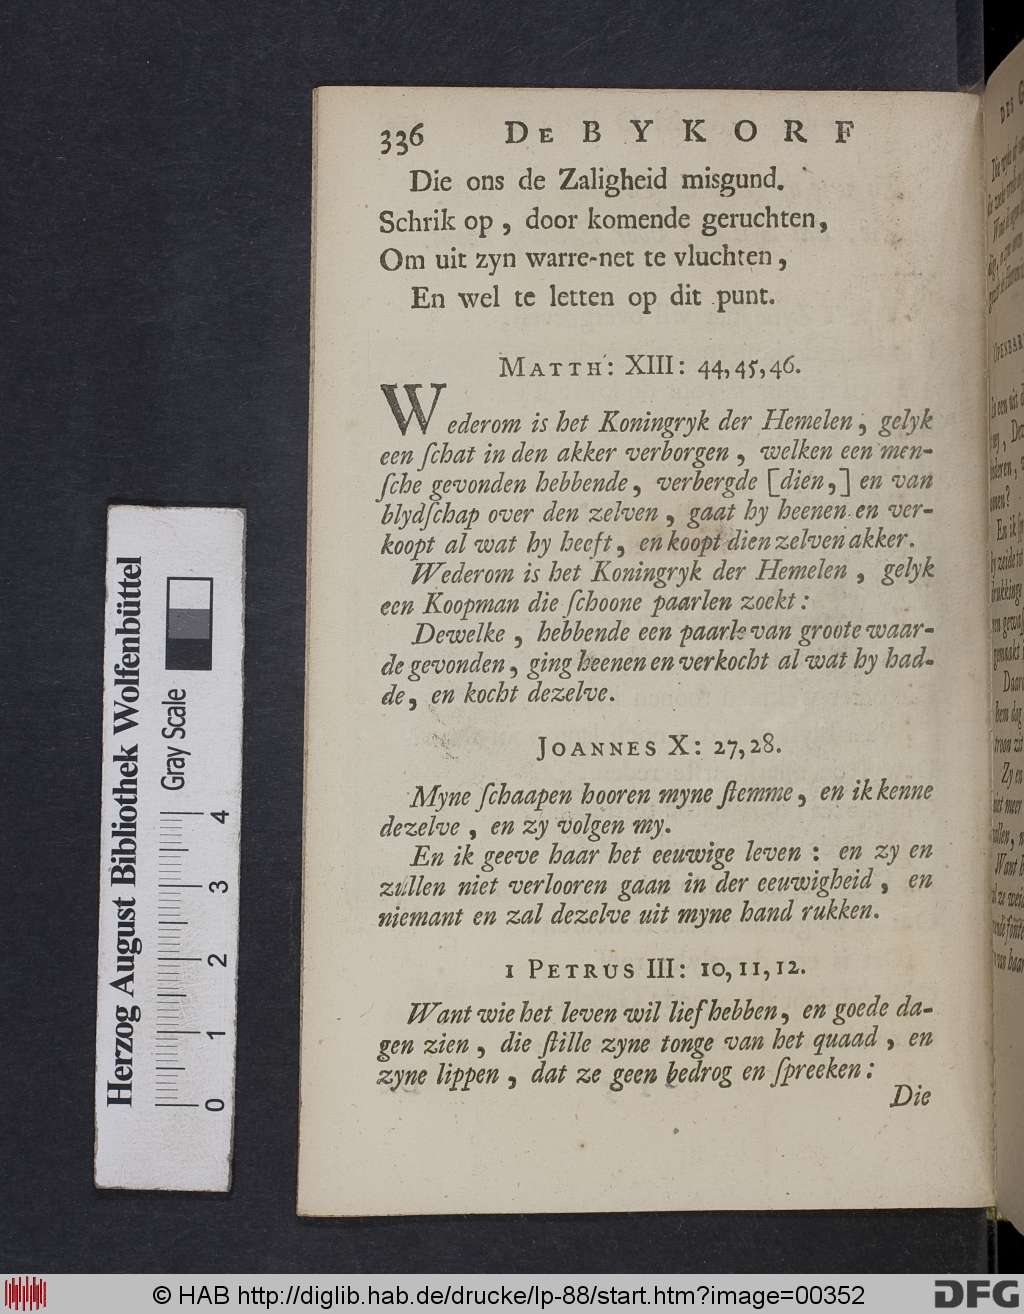 336 DE BYKORF
Die ons de Zaligheid misgund.
Schrik op, door komende geruchten,
Om uit zyn warre-net te vluchten,
En wel te letten op dit punt.
MATTH: XIII: 44, 45, 46.
Wederom is het Koningryk der Hemelen, gelyk
een ſchat in den akker verborgen, welken een men-
ſche gevonden hebbende, verbergde [dien,] en van
blydſchap over den zelven, gaat hy heenen en ver-
koopt al wat hy heeft, en koopt dien zelven akker.
Wederom is het Koningryk der Hemelen, gelyk
een Koopman die ſchoone paarlen zoekt:
Dewelke, hebbende een paarle van groote waar-
de gevonden, ging heenen en verkocht al wat hy had-
de, en kocht dezelve.
JOANNES X: 27, 28.
Myne ſchaapen hooren myne ſtemme, en ik kenne
dezelve, en zy volgen my.
En ik geeve haar het eeuwige leven: en zy en
zullen niet verlooren gaan in der eeuwigheid, en
niemant en zal dezelve uit myne hand rukken.
1 PETRUS III: 10, 11, 12.
Want wie het leven wil lief hebben, en goede da-
gen zien, die ſtille zyne tonge van het quaad, en
zyne lippen, dat ze geen bedrog en ſpreeken:
Die
Herzog August Bibliothek Wolfenbüttel
Gray Scale
0 1 2 3 4
© HAB http://diglib.hab.de/drucke/lp-88/start.htm?image=00352
DFG